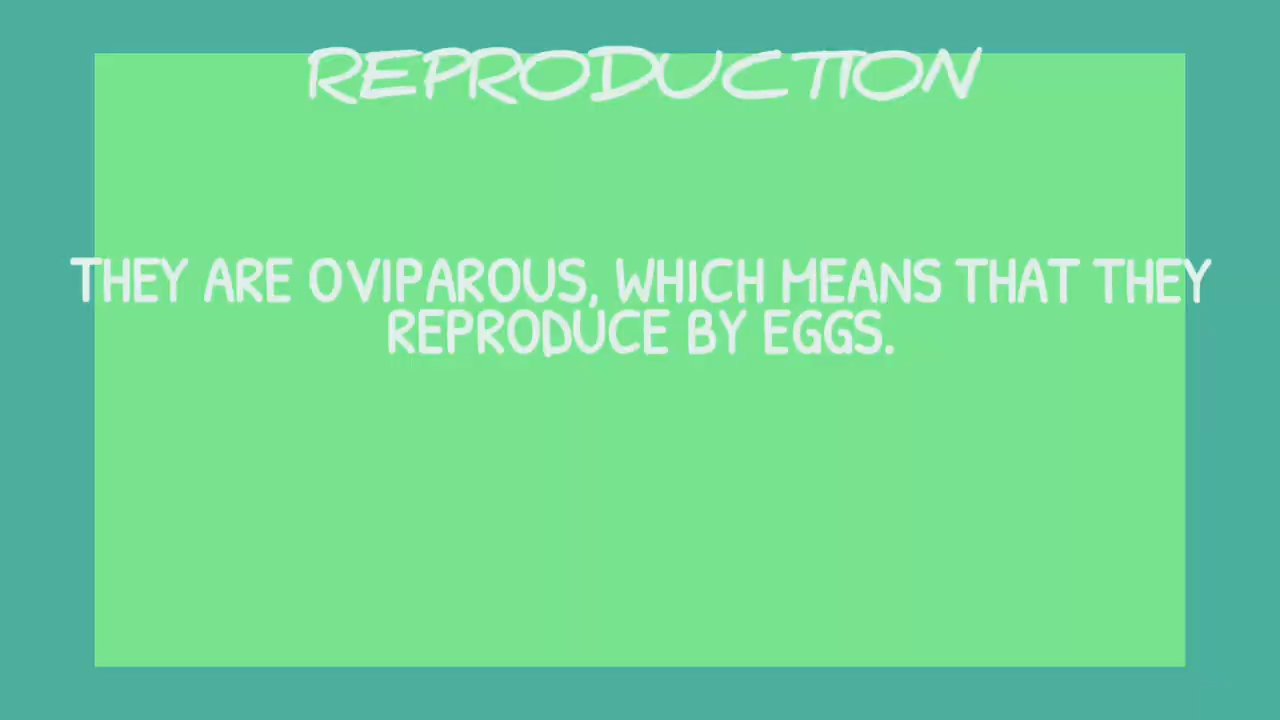 REPRODUCTION
THEY ARE OVIPAROUS, WHICH MEANS THAT THEY
REPRODUCE BY EGGS.